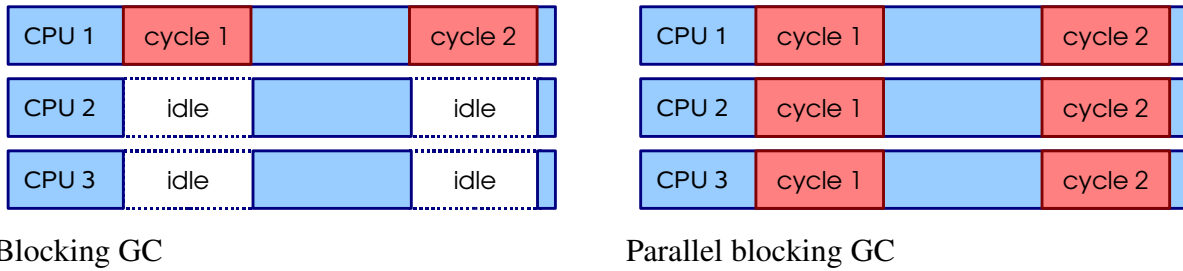 CPU 1 cycle 1 cycle 2 CPU 1 cycle 1 cycle 2
CPU 2 idle idle CPU 2 cycle 1 cycle 2
CPU 3 idle idle CPU 3 cycle 1 cycle 2
Blocking GC Parallel blocking GC